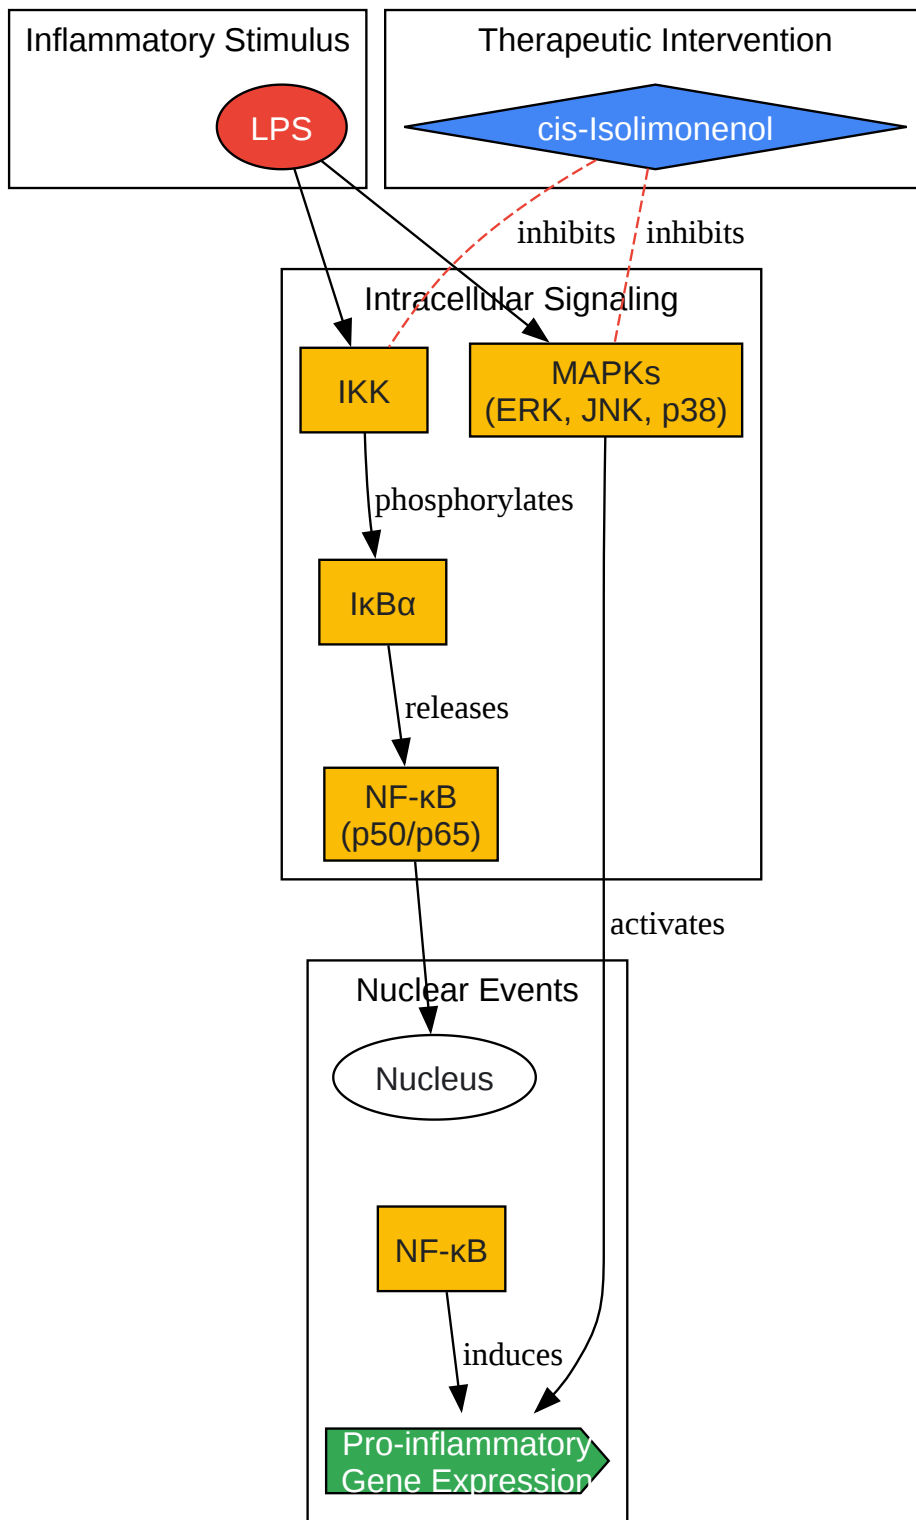 Inflammatory Stimulus
Therapeutic Intervention
LPS
cis-Isolimonenol
inhibits
inhibits
Intracellular Signaling
IKK
MAPKs
(ERK, JNK, p38)
phosphorylates
IκBα
releases
NF-κB
(p50/p65)
activates
Nuclear Events
Nucleus
NF-κB
induces
Pro-inflammatory
Gene Expression